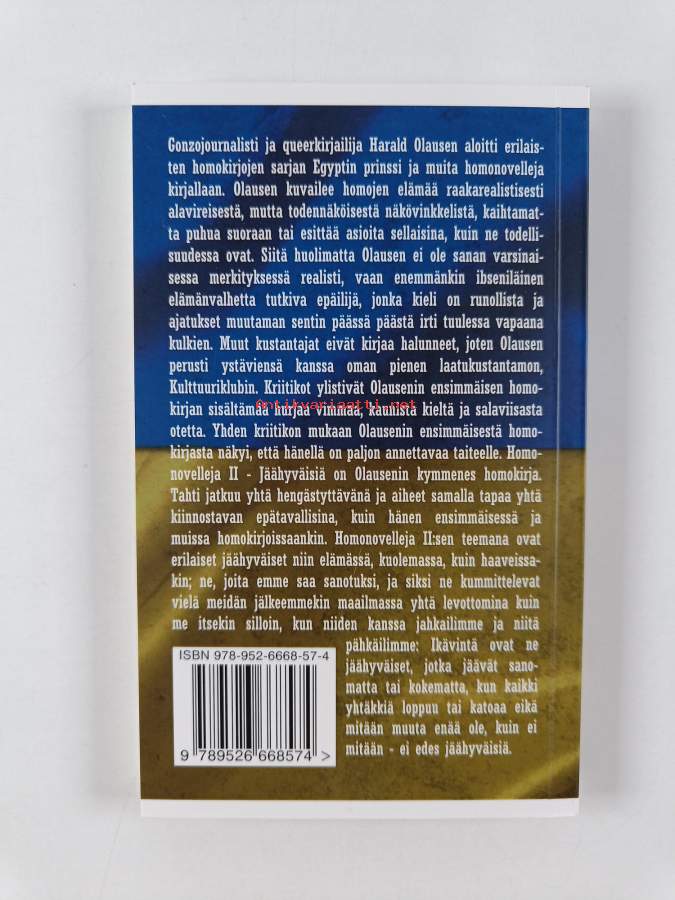 Gonzojournalisti ja queerkirjailija Harald Olausen aloitti erilais-
ten homokirjojen sarjan Egyptin prinssi ja muita homonovelleja
kirjallaan. Olausen kuvailee homojen elämää raakarealistisesti
alavireisestä, mutta todennäköisestä näkövinkkelistä, kaihtamat-
ta puhua suoraan tai esittää asioita sellaisina, kuin ne todelli-
suudessa ovat. Siitä huolimatta Olausen ei ole sanan varsinai-
sessa merkityksessä realisti, vaan enemmänkin ibseniläinen
elämänvalhetta tutkiva epäilijä, jonka kieli on runollista ja
ajatukset muutaman sentin päässä päästä irti tuulessa vapaana
kulkien. Muut kustantajat eivät kirjaa halunneet, joten Olausen
perusti ystäviensä kanssa oman pienen laatukustantamon,
Kulttuuriklubin. Kriitikot ylistivät Olausenin ensimmäisen homo-
kirjan sisältämää hurjaa vimmaa, kaunista kieltä ja salaviisasta
Antikvariaatti.net
otetta. Yhden kriitikon mukaan Olausenin ensimmäisestä homo-
kirjasta näkyi, että hänellä on paljon annettavaa taiteelle. Homo-
novelleja II - Jäähyväisiä on Olausenin kymmenes homokirja.
Tahti jatkuu yhtä hengästyttävänä ja aiheet samalla tapaa yhtä
kiinnostavan epätavallisina, kuin hänen ensimmäisessä ja
muissa homokirjoissaankin. Homonovelleja II:sen teemana ovat
erilaiset jäähyväiset niin elämässä, kuolemassa, kuin haaveissa-
kin; ne, joita emme saa sanotuksi, ja siksi ne kummittelevat
vielä meidän jälkeemmekin maailmassa yhtä levottomina kuin
me itsekin silloin, kun niiden kanssa jahkailimme ja niitä
pähkäilimme: Ikävintä ovat ne
jäähyväiset, jotka jäävät sano-
matta tai kokematta, kun kaikki
yhtäkkiä loppuu tai katoaa eikä
mitään muuta enää ole, kuin ei
mitään - ei edes jäähyväisiä.
ISBN 978-952-6668-57-4
9 789526 668574 >